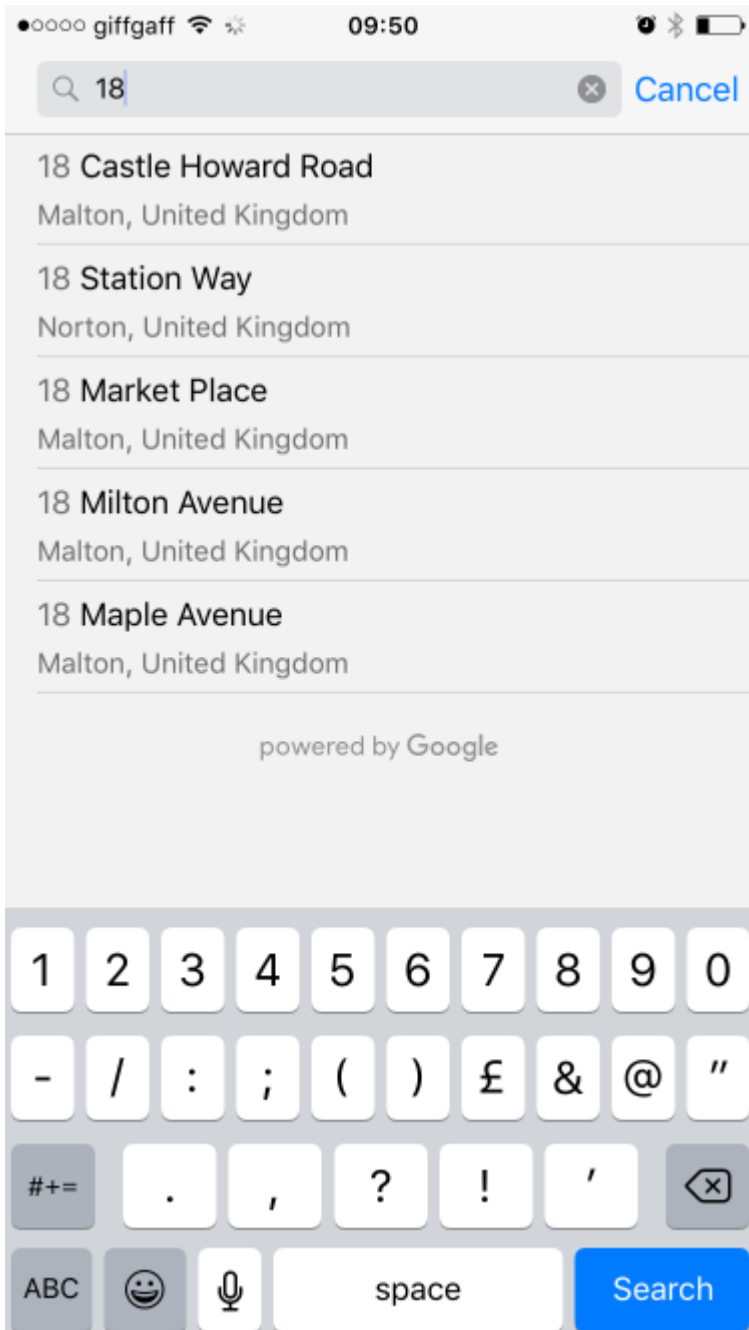 giffgaff 09:50
18 Cancel
18 Castle Howard Road
Malton, United Kingdom
18 Station Way
Norton, United Kingdom
18 Market Place
Malton, United Kingdom
18 Milton Avenue
Malton, United Kingdom
18 Maple Avenue
Malton, United Kingdom
powered by Google
1 2 3 4 5 6 7 8 9 0
- / : ; ( ) £ & @ "
#+= . , ? ! '
ABC space Search